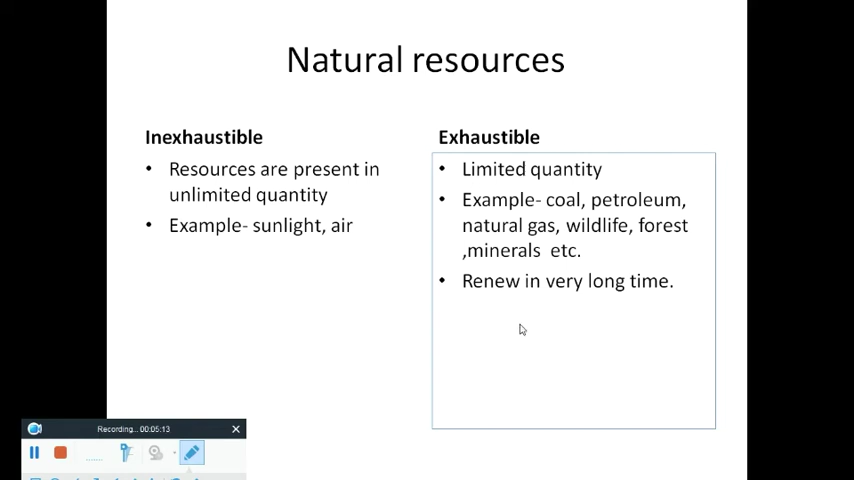 Natural resources
Inexhaustible
• Resources are present in
unlimited quantity
• Example- sunlight, air
Exhaustible
• Limited quantity
• Example- coal, petroleum,
natural gas, wildlife, forest
,minerals etc.
• Renew in very long time.
Recording... 00:05:13